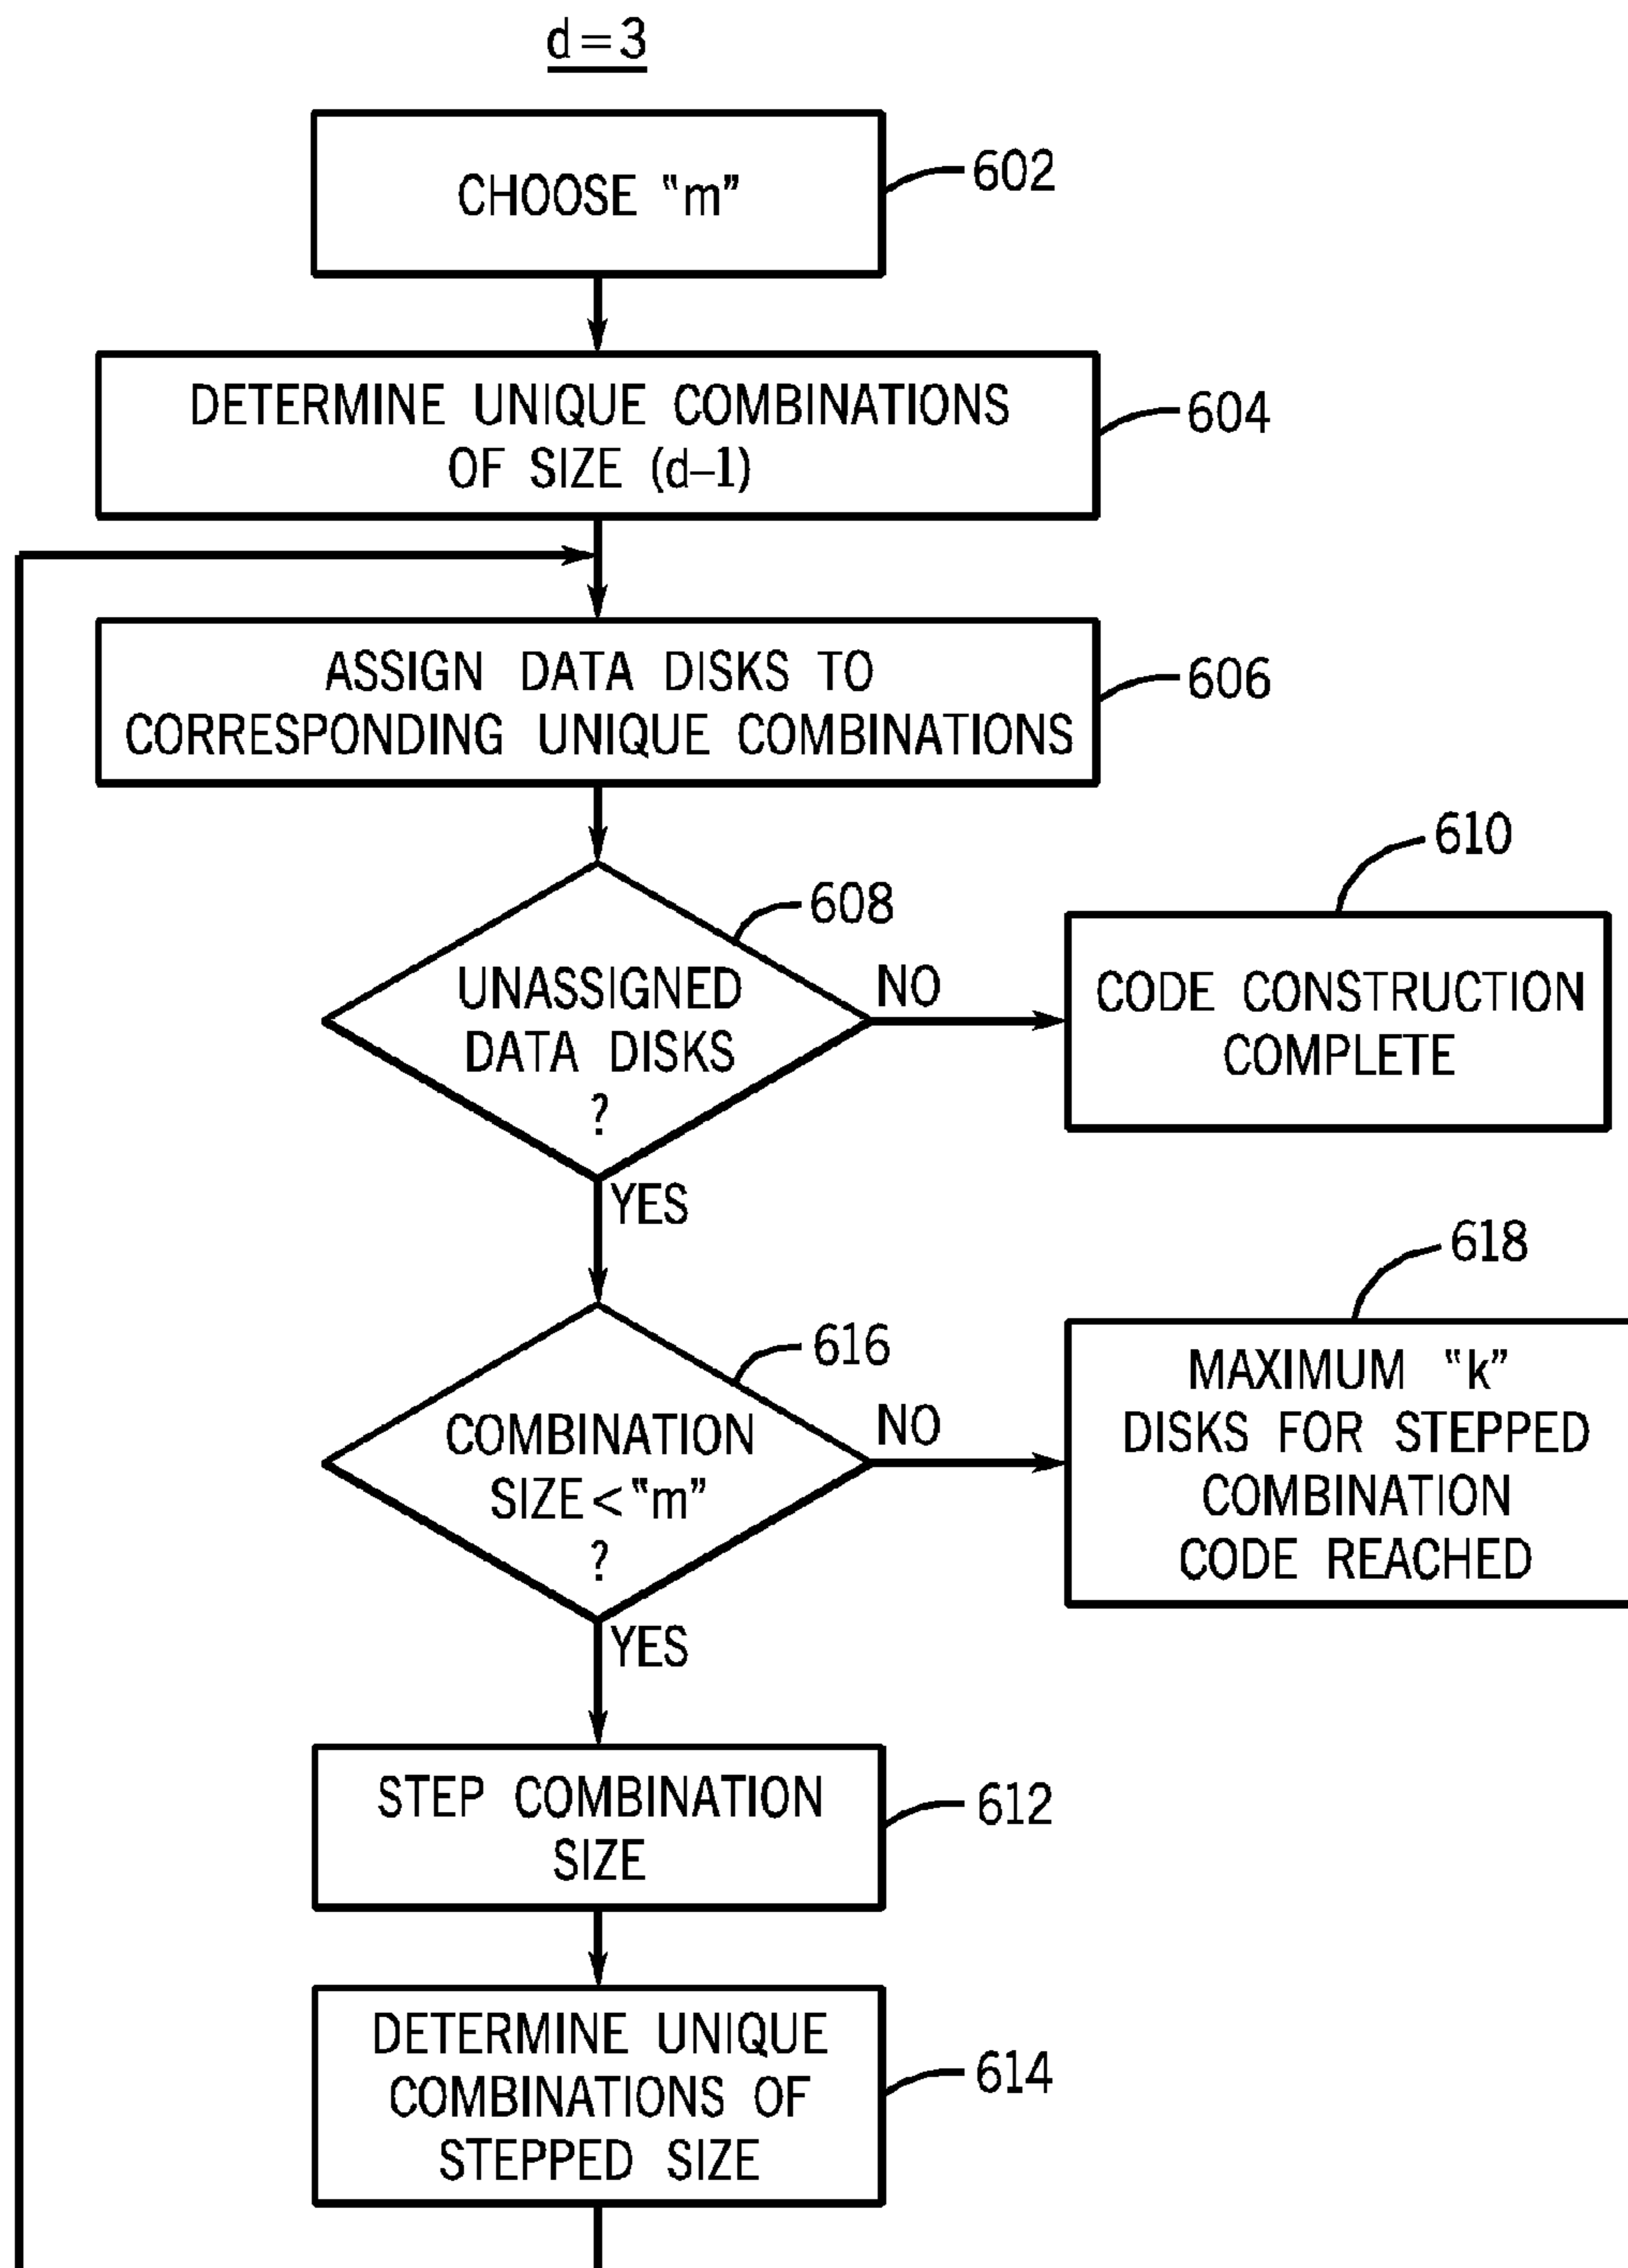 d=3
CHOOSE “m”
602
DETERMINE UNIQUE COMBINATIONS
OF SIZE (d–1)
604
ASSIGN DATA DISKS TO
CORRESPONDING UNIQUE COMBINATIONS
606
608
UNASSIGNED
DATA DISKS
?
NO
YES
610
CODE CONSTRUCTION
COMPLETE
616
COMBINATION
SIZE < “m”
?
NO
YES
618
MAXIMUM “k”
DISKS FOR STEPPED
COMBINATION
CODE REACHED
STEP COMBINATION
SIZE
612
DETERMINE UNIQUE
COMBINATIONS OF
STEPPED SIZE
614